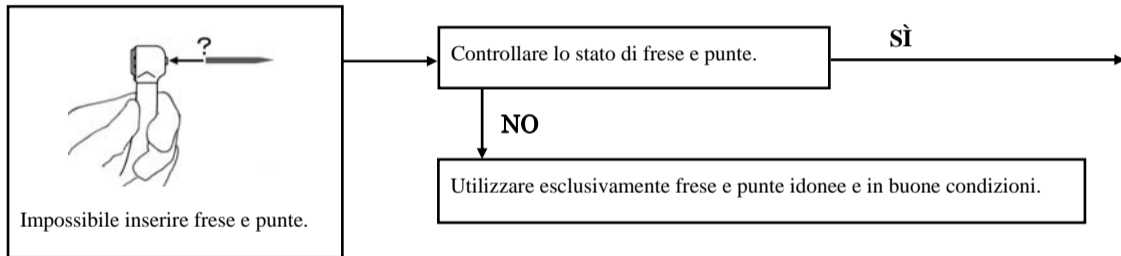 ?
Impossibile inserire frese e punte.
Controllare lo stato di frese e punte.
SÌ
NO
Utilizzare esclusivamente frese e punte idonee e in buone condizioni.